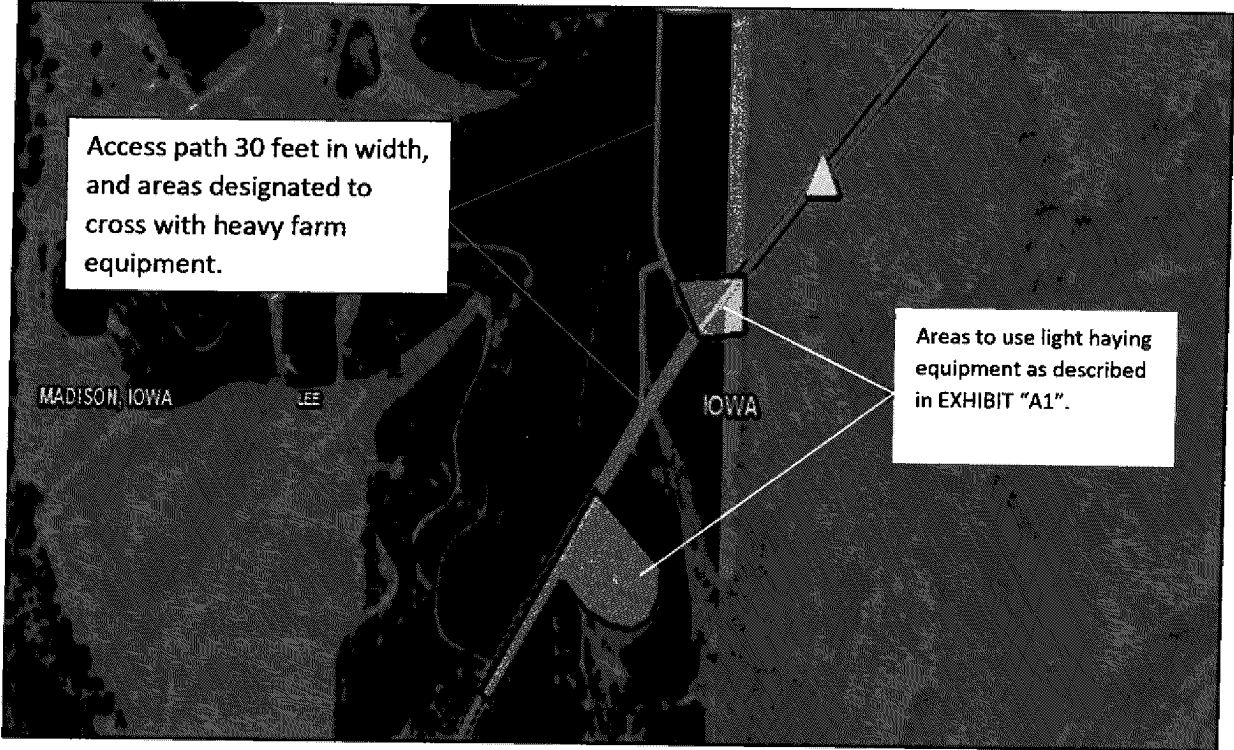 Access path 30 feet in width,
and areas designated to
cross with heavy farm
equipment.
Areas to use light haying
equipment as described
in EXHIBIT “A1”.
MADISON, IOWA
LEE
IOWA